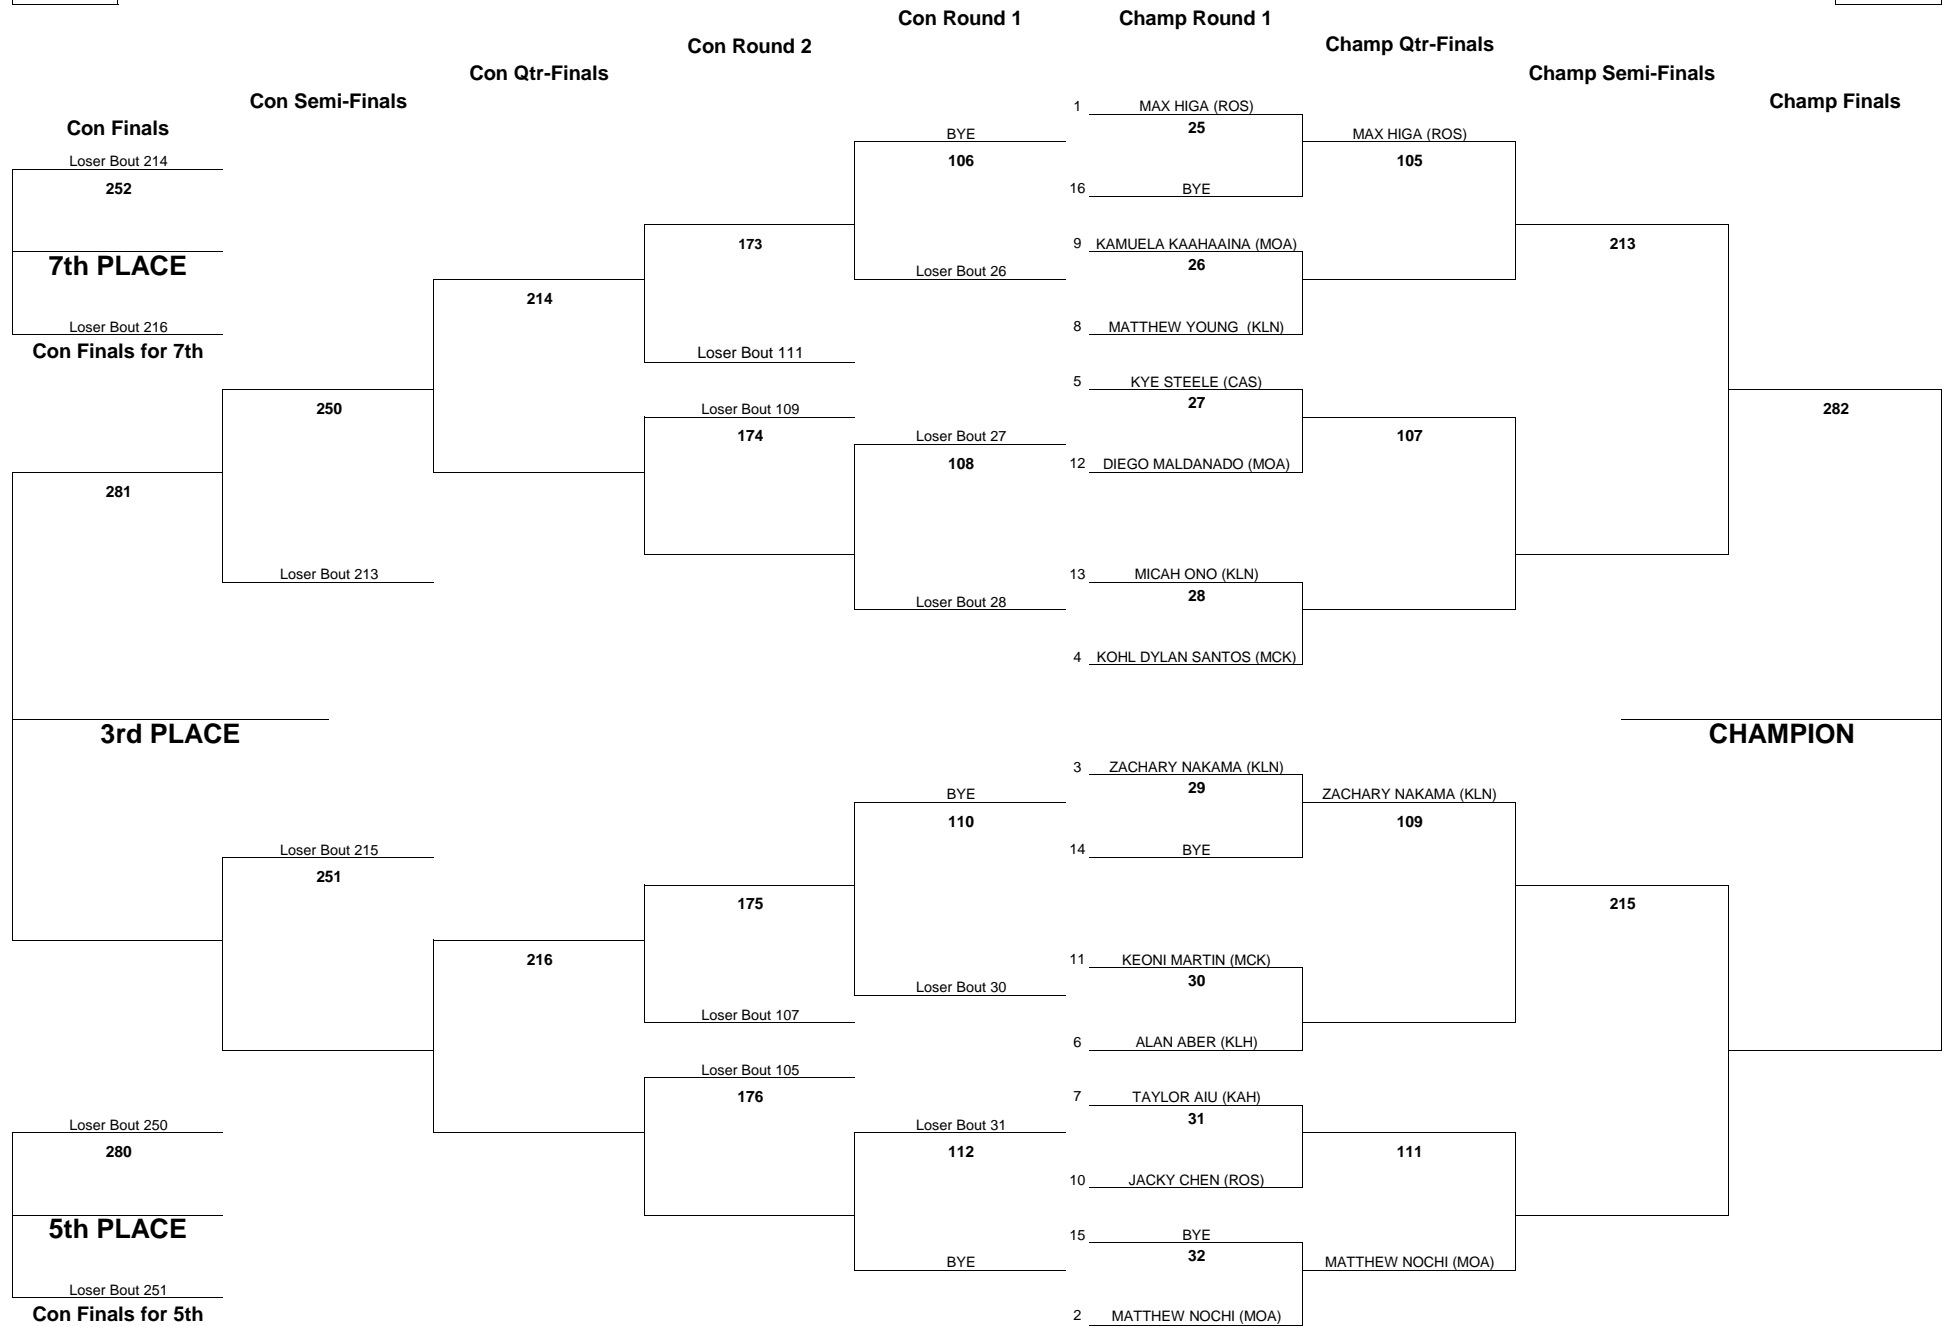 Con Round 1
Champ Round 1
Con Round 2
Champ Qtr-Finals
Con Qtr-Finals
Champ Semi-Finals
Con Semi-Finals
Champ Finals
Con Finals
1 MAX HIGA (ROS)
25
BYE
MAX HIGA (ROS)
106
105
Loser Bout 214
252
16 BYE
173
9 KAMUELA KAAHAAINA (MOA)
213
7th PLACE
26
Loser Bout 26
214
Loser Bout 216
8 MATTHEW YOUNG (KLN)
Con Finals for 7th
Loser Bout 111
5 KYE STEELE (CAS)
27
250
Loser Bout 109
282
174
Loser Bout 27
107
108
12 DIEGO MALDANADO (MOA)
281
Loser Bout 213
13 MICAH ONO (KLN)
28
Loser Bout 28
4 KOHL DYLAN SANTOS (MCK)
3rd PLACE
CHAMPION
3 ZACHARY NAKAMA (KLN)
29
BYE
ZACHARY NAKAMA (KLN)
110
109
Loser Bout 215
14 BYE
251
175
215
216
11 KEONI MARTIN (MCK)
30
Loser Bout 30
Loser Bout 107
6 ALAN ABER (KLH)
Loser Bout 105
176
7 TAYLOR AIU (KAH)
31
Loser Bout 250
Loser Bout 31
280
112
111
10 JACKY CHEN (ROS)
5th PLACE
15 BYE
32
BYE
MATTHEW NOCHI (MOA)
Loser Bout 251
Con Finals for 5th
2 MATTHEW NOCHI (MOA)